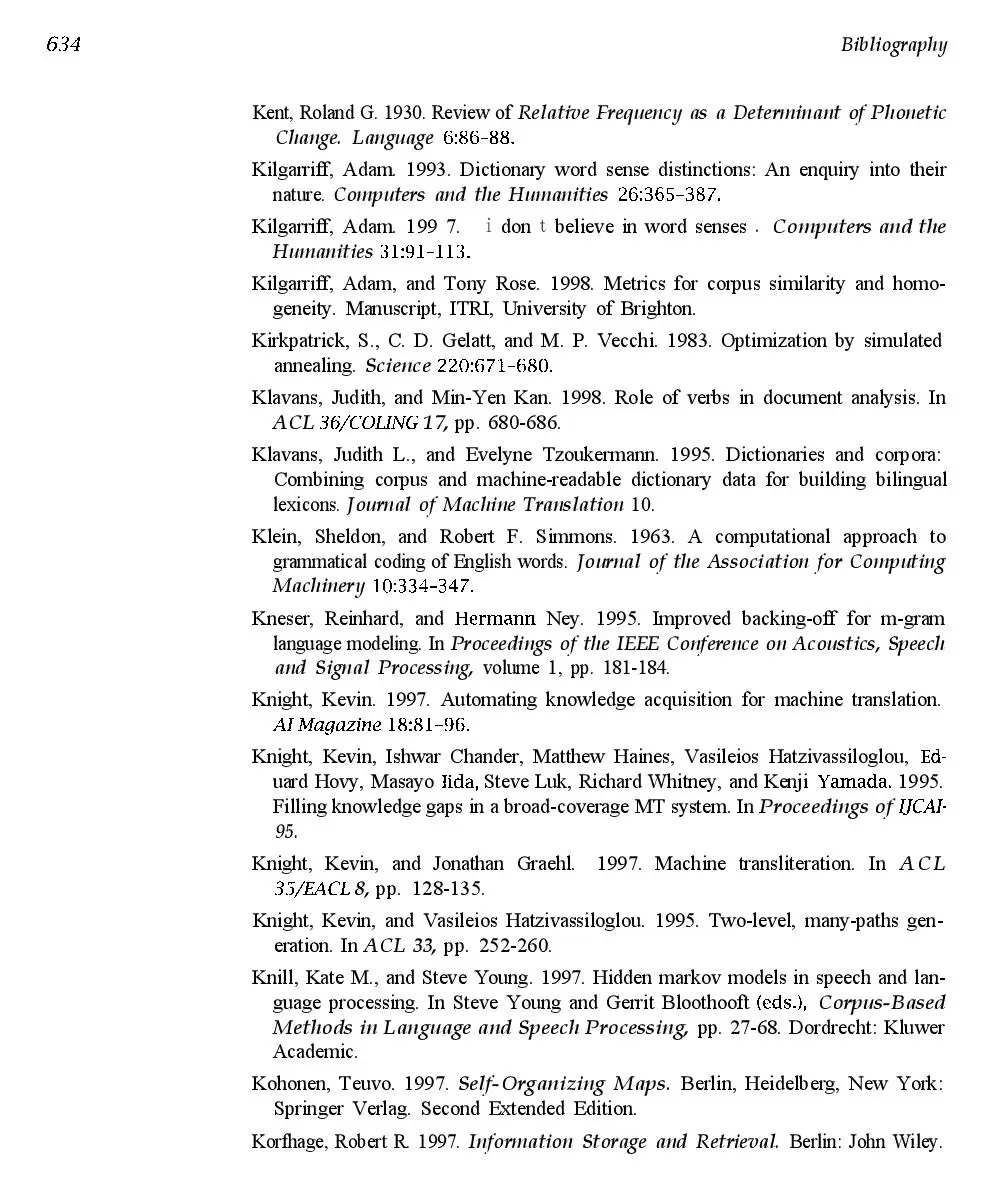 634
Bibliography
Kent, Roland G. 1930. Review of Relative Frequency as a Determinant of Phonetic
Change. Language 6:86–88.
Kilgarriff, Adam. 1993. Dictionary word sense distinctions: An enquiry into their
nature. Computers and the Humanities 26:365–387.
Kilgarriff, Adam. 199 7. i don t believe in word senses . Computers and the
Humanities 31:91–113.
Kilgarriff, Adam, and Tony Rose. 1998. Metrics for corpus similarity and homo-
geneity. Manuscript, ITRI, University of Brighton.
Kirkpatrick, S., C. D. Gelatt, and M. P. Vecchi. 1983. Optimization by simulated
annealing. Science 220:671–680.
Klavans, Judith, and Min-Yen Kan. 1998. Role of verbs in document analysis. In
ACL 36/COLING 17, pp. 680-686.
Klavans, Judith L., and Evelyne Tzoukermann. 1995. Dictionaries and corpora:
Combining corpus and machine-readable dictionary data for building bilingual
lexicons. Journal of Machine Translation 10.
Klein, Sheldon, and Robert F. Simmons. 1963. A computational approach to
grammatical coding of English words. Journal of the Association for Computing
Machinery 10:334–347.
Kneser, Reinhard, and Hermann Ney. 1995. Improved backing-off for m-gram
language modeling. In Proceedings of the IEEE Conference on Acoustics, Speech
and Signal Processing, volume 1, pp. 181-184.
Knight, Kevin. 1997. Automating knowledge acquisition for machine translation.
AI Magazine 18:81–96.
Knight, Kevin, Ishwar Chander, Matthew Haines, Vasileios Hatzivassiloglou, Ed-
uard Hovy, Masayo Iida, Steve Luk, Richard Whitney, and Kenji Yamada. 1995.
Filling knowledge gaps in a broad-coverage MT system. In Proceedings of IJCAI-
95.
Knight, Kevin, and Jonathan Graehl. 1997. Machine transliteration. In ACL
35/EACL 8, pp. 128-135.
Knight, Kevin, and Vasileios Hatzivassiloglou. 1995. Two-level, many-paths gen-
eration. In ACL 33, pp. 252-260.
Knill, Kate M., and Steve Young. 1997. Hidden markov models in speech and lan-
guage processing. In Steve Young and Gerrit Bloothooft (eds.), Corpus-Based
Methods in Language and Speech Processing, pp. 27-68. Dordrecht: Kluwer
Academic.
Kohonen, Teuvo. 1997. Self-Organizing Maps. Berlin, Heidelberg, New York:
Springer Verlag. Second Extended Edition.
Korfhage, Robert R. 1997. Information Storage and Retrieval. Berlin: John Wiley.